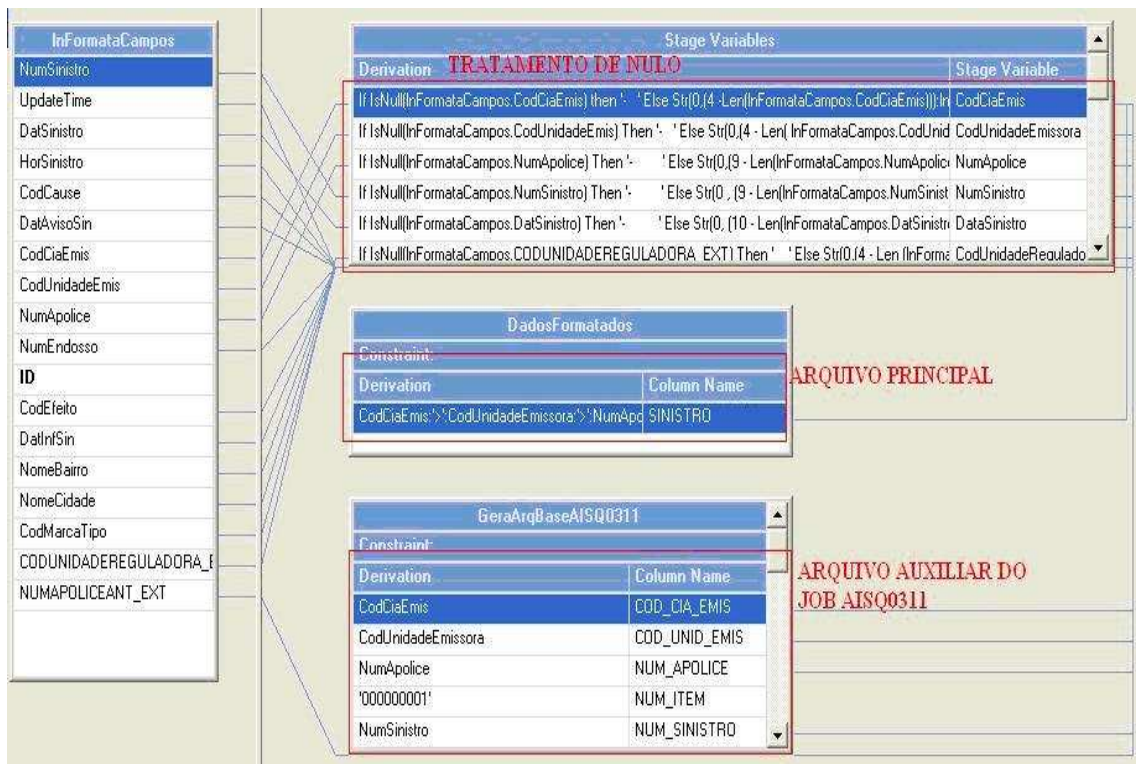 InFormataCampos
NumSinistro
UpdateTime
DatSinistro
HorSinistro
CodCause
DatAvisoSin
CodCiaEmis
CodUnidadeEmis
NumApolice
NumEndosso
ID
CodEfeito
DatInfSin
NomeBairro
NomeCidade
CodMarcaTipo
CODUNIDADEREGULADORA_E
NUMAPOLICEANT_EXT
Stage Variables
Derivation TRATAMENTO DE NULO Stage Variable
If IsNull(InFormataCampos.CodCiaEmis) then '- ' Else Str(0,(4 -Len(InFormataCampos.CodCiaEmis))):In CodCiaEmis
If IsNull(InFormataCampos.CodUnidadeEmis) Then '- ' Else Str(0,(4 - Len( InFormataCampos.CodUnid CodUnidadeEmissora
If IsNull(InFormataCampos.NumApolice) Then '- ' Else Str(0,(9 - Len(InFormataCampos.NumApolic NumApolice
If IsNull(InFormataCampos.NumSinistro) Then '- ' Else Str(0 , (9 - Len(InFormataCampos.NumSinist NumSinistro
If IsNull(InFormataCampos.DatSinistro) Then '- ' Else Str(0, (10 - Len(InFormataCampos.DatSinistr DataSinistro
If IsNull(InFormataCampos.CODUNIDADEREGULADORA_EXT) Then ' ' Else Str(0,(4 - Len (InForma CodUnidadeRegulado
DadosFormatados
Constraint:
Derivation Column Name
CodCiaEmis:'>':CodUnidadeEmissora:'>':NumApo SINISTRO
ARQUIVO PRINCIPAL
GeraArqBaseAISQ0311
Constraint:
Derivation Column Name
CodCiaEmis COD_CIA_EMIS
CodUnidadeEmissora COD_UNID_EMIS
NumApolice NUM_APOLICE
'000000001' NUM_ITEM
NumSinistro NUM_SINISTRO
ARQUIVO AUXILIAR DO
JOB AISQ0311